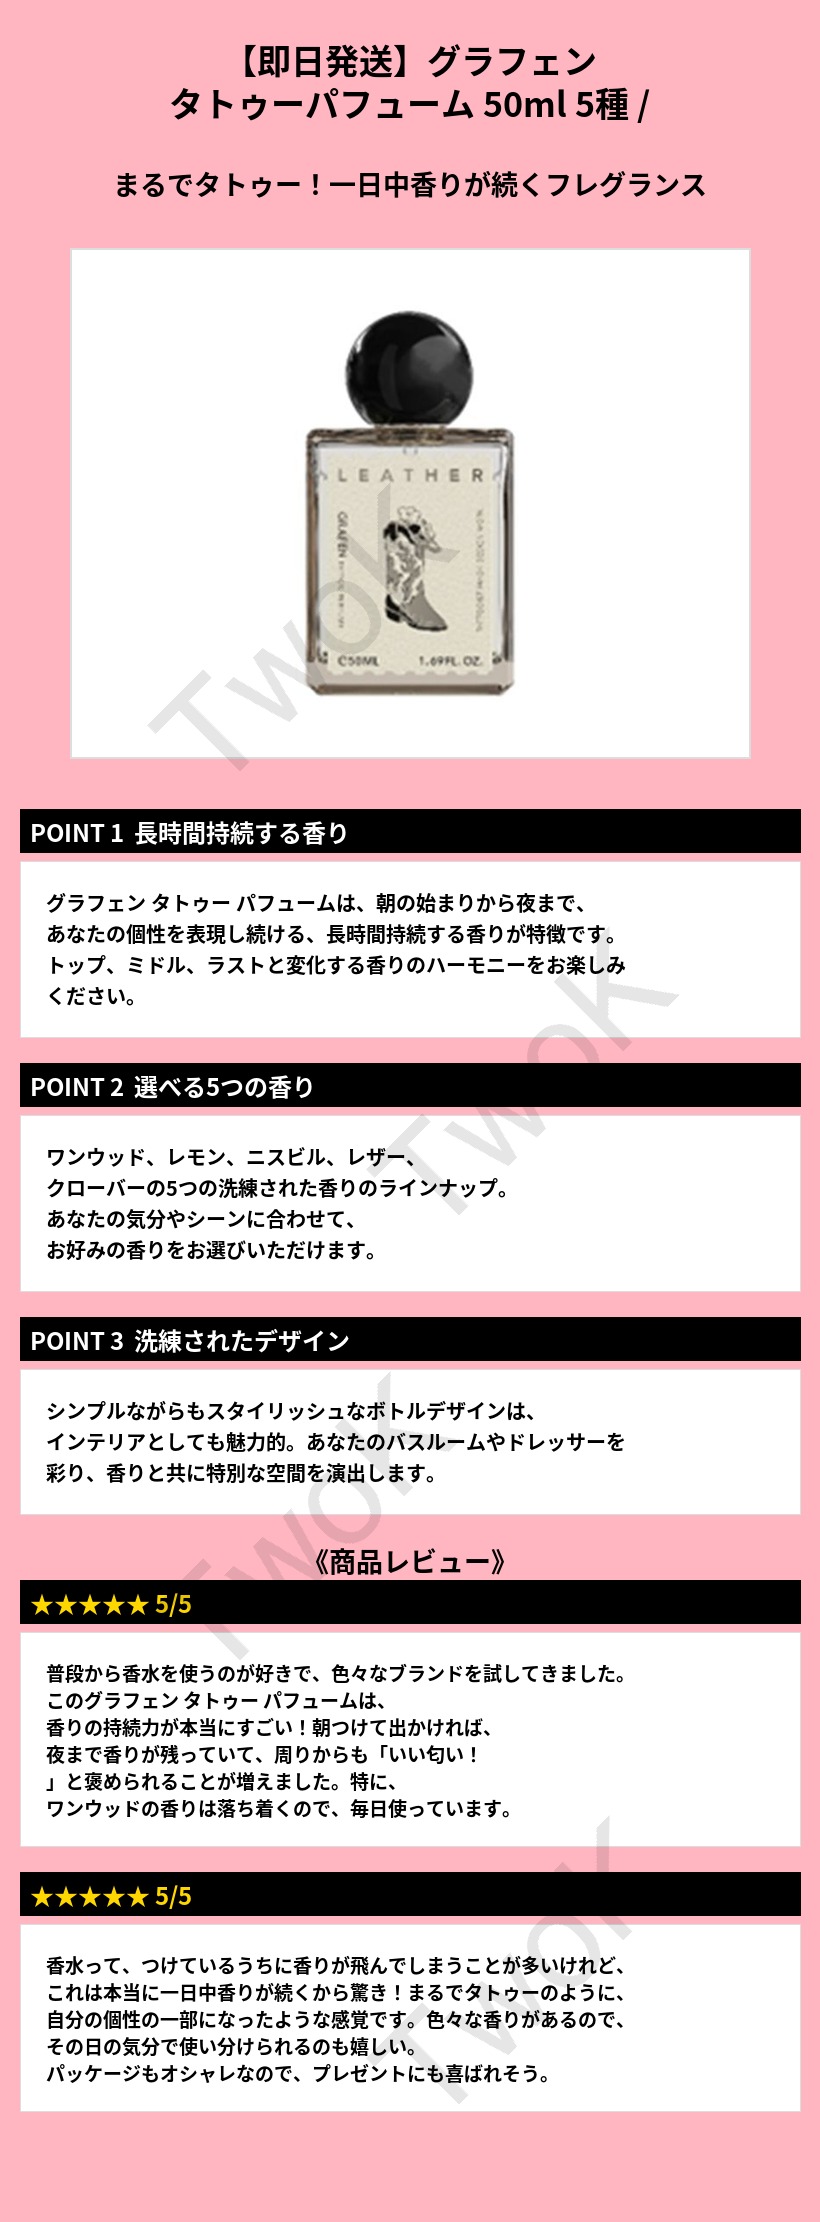 【即日発送】グラフェン
タトゥーパフューム 50ml 5種 /
まるでタトゥー！一日中香りが続くフレグランス
LEATHER
GRAFEN
C50ML 1.69FL. OZ.
TwoK
POINT 1 長時間持続する香り
グラフェン タトゥー パフュームは、朝の始まりから夜まで、
あなたの個性を表現し続ける、長時間持続する香りが特徴です。
トップ、ミドル、ラストと変化する香りのハーモニーをお楽しみ
ください。
TwoK
POINT 2 選べる5つの香り
ワンウッド、レモン、ニスビル、レザー、
クローバーの5つの洗練された香りのラインナップ。
あなたの気分やシーンに合わせて、
お好みの香りをお選びいただけます。
POINT 3 洗練されたデザイン
シンプルながらもスタイリッシュなボトルデザインは、
インテリアとしても魅力的。あなたのバスルームやドレッサーを
彩り、香りと共に特別な空間を演出します。
TwoK
《商品レビュー》
★★★★★ 5/5
普段から香水を使うのが好きで、色々なブランドを試してきました。
このグラフェン タトゥー パフュームは、
香りの持続力が本当にすごい！朝つけて出かければ、
夜まで香りが残っていて、周りからも「いい匂い！
」と褒められることが増えました。特に、
ワンウッドの香りは落ち着くので、毎日使っています。
★★★★★ 5/5
香水って、つけているうちに香りが飛んでしまうことが多いけれど、
これは本当に一日中香りが続くから驚き！まるでタトゥーのように、
自分の個性の一部になったような感覚です。色々な香りがあるので、
その日の気分で使い分けられるのも嬉しい。
パッケージもオシャレなので、プレゼントにも喜ばれそう。
TwoK